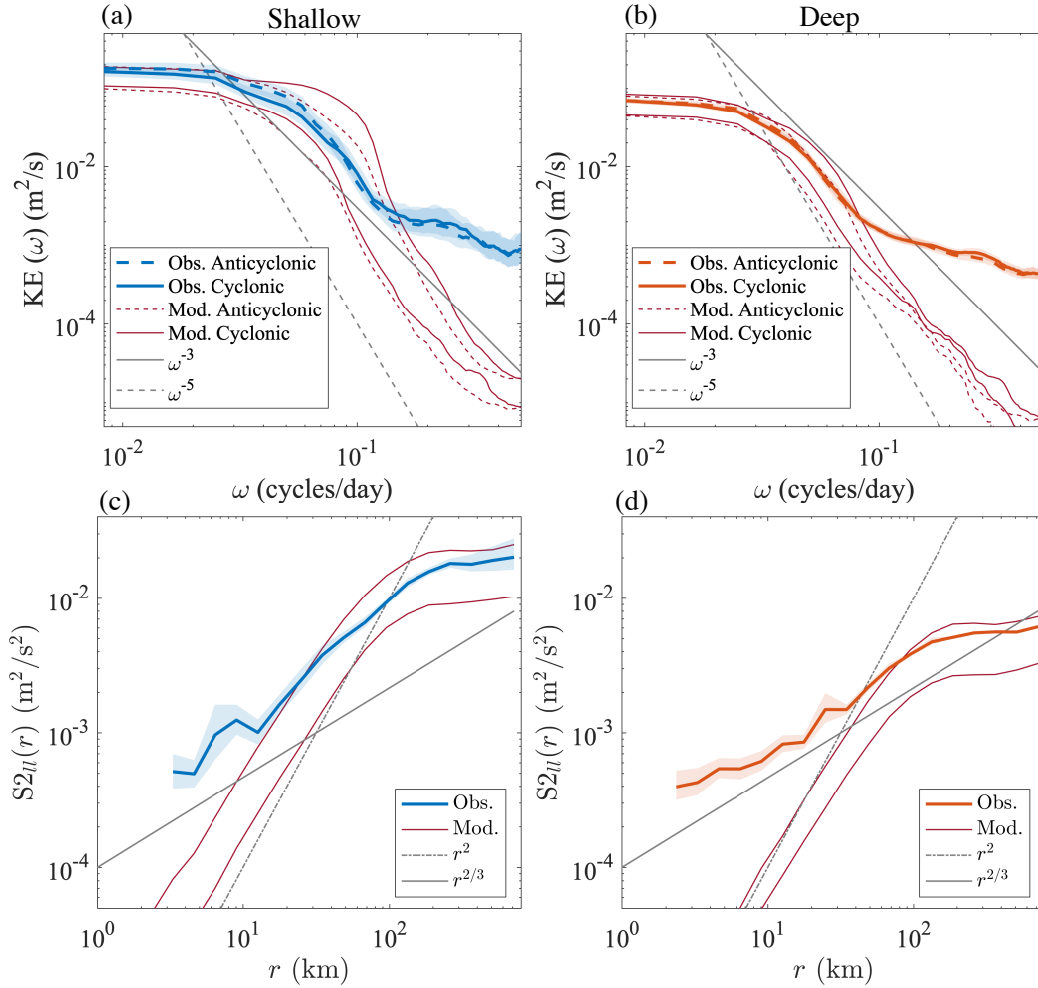 (a) Shallow
(b) Deep
KE (ω) (m²/s)
10⁻²
10⁻⁴
Obs. Anticyclonic
Obs. Cyclonic
Mod. Anticyclonic
Mod. Cyclonic
ω⁻³
ω⁻⁵
10⁻² 10⁻¹
ω (cycles/day)
KE (ω) (m²/s)
10⁻²
10⁻⁴
Obs. Anticyclonic
Obs. Cyclonic
Mod. Anticyclonic
Mod. Cyclonic
ω⁻³
ω⁻⁵
10⁻² 10⁻¹
ω (cycles/day)
(c)
S2ₗₗ(r) (m²/s²)
10⁻²
10⁻³
10⁻⁴
Obs.
Mod.
r²
r²/³
10⁰ 10¹ 10²
r (km)
(d)
S2ₗₗ(r) (m²/s²)
10⁻²
10⁻³
10⁻⁴
Obs.
Mod.
r²
r²/³
10⁰ 10¹ 10²
r (km)